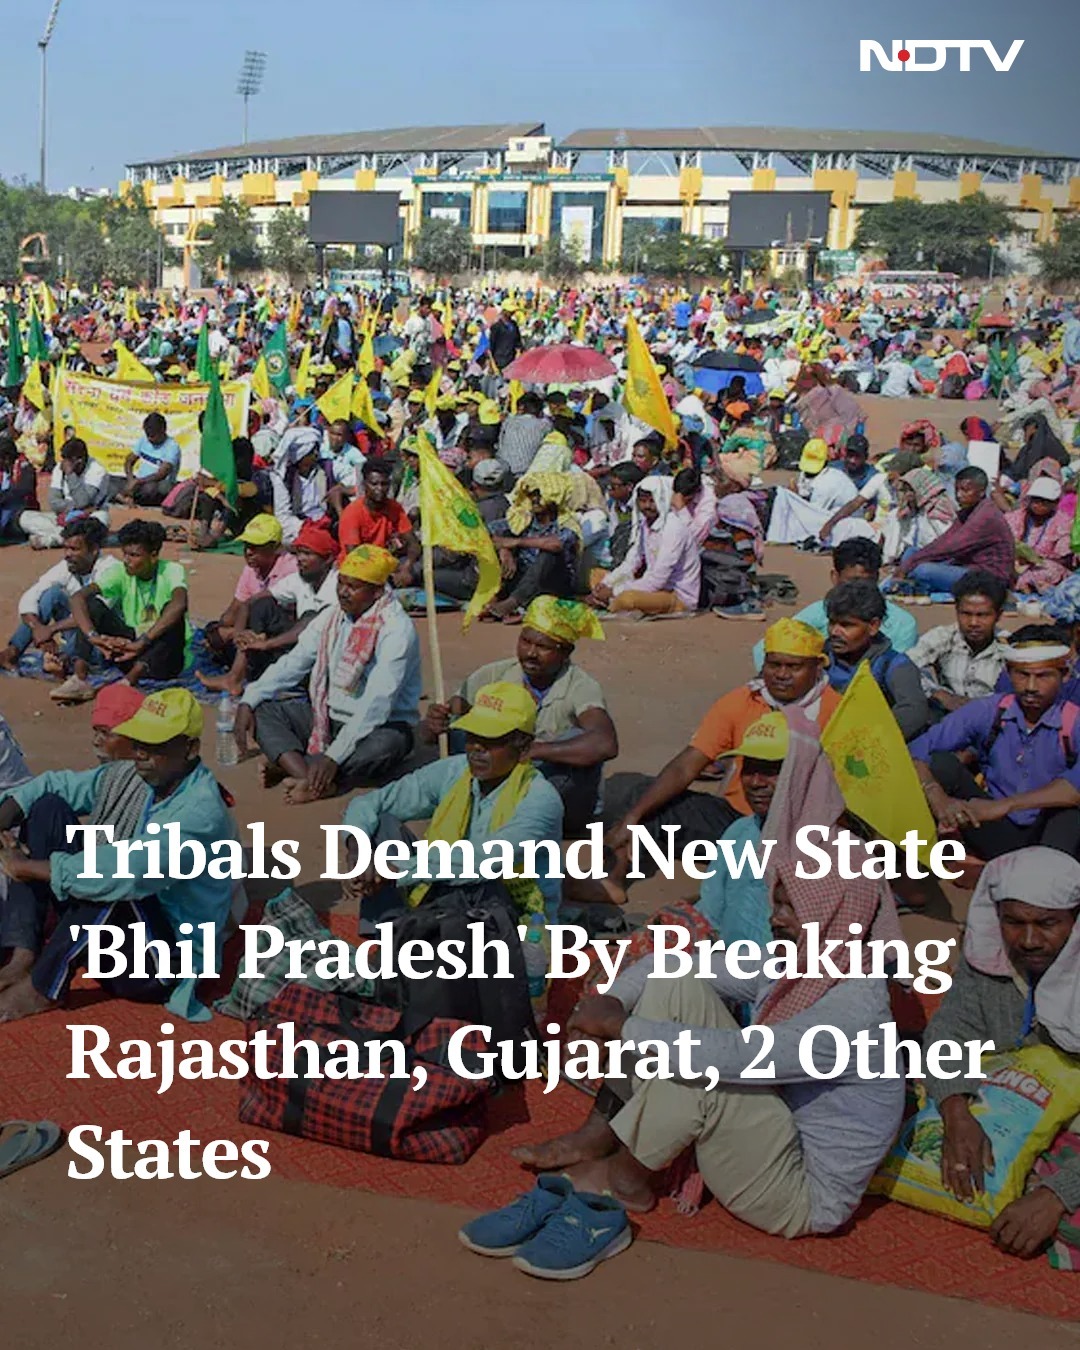 NDTV
Tribals Demand New State
'Bhil Pradesh' By Breaking
Rajasthan, Gujarat, 2 Other
States